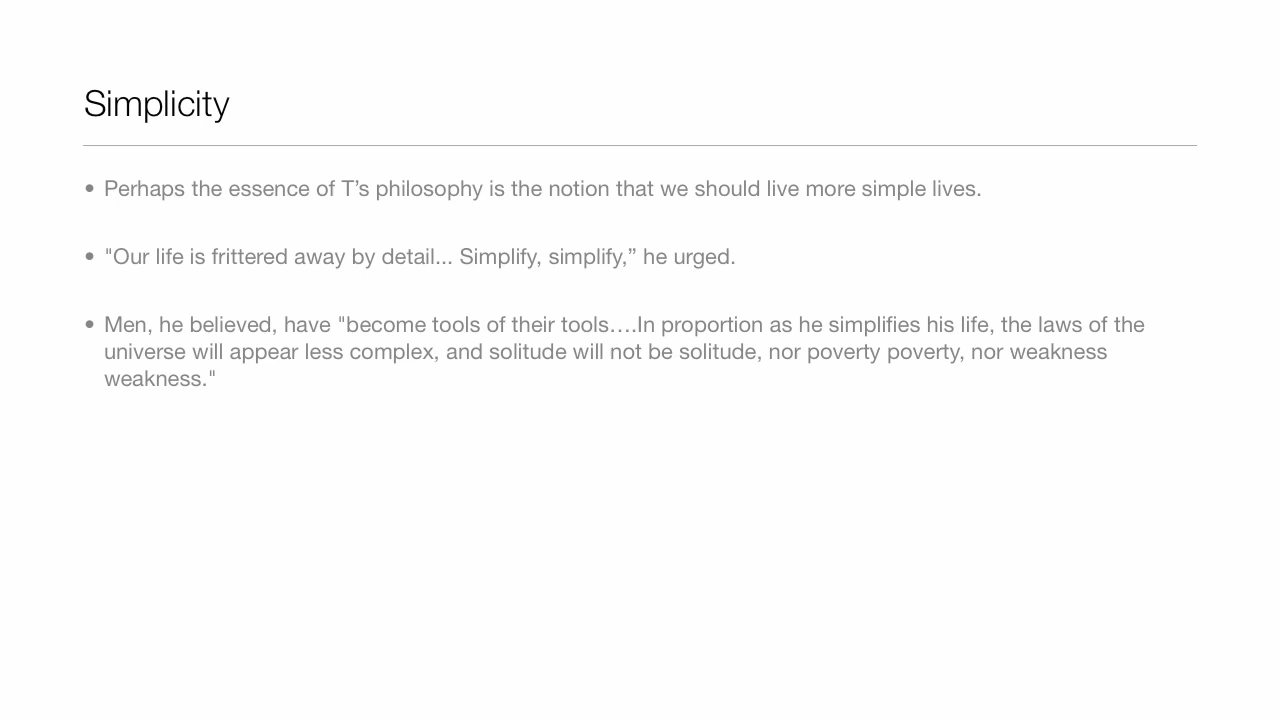 Simplicity
• Perhaps the essence of T’s philosophy is the notion that we should live more simple lives.
• "Our life is frittered away by detail... Simplify, simplify,” he urged.
• Men, he believed, have "become tools of their tools….In proportion as he simplifies his life, the laws of the
universe will appear less complex, and solitude will not be solitude, nor poverty poverty, nor weakness
weakness."